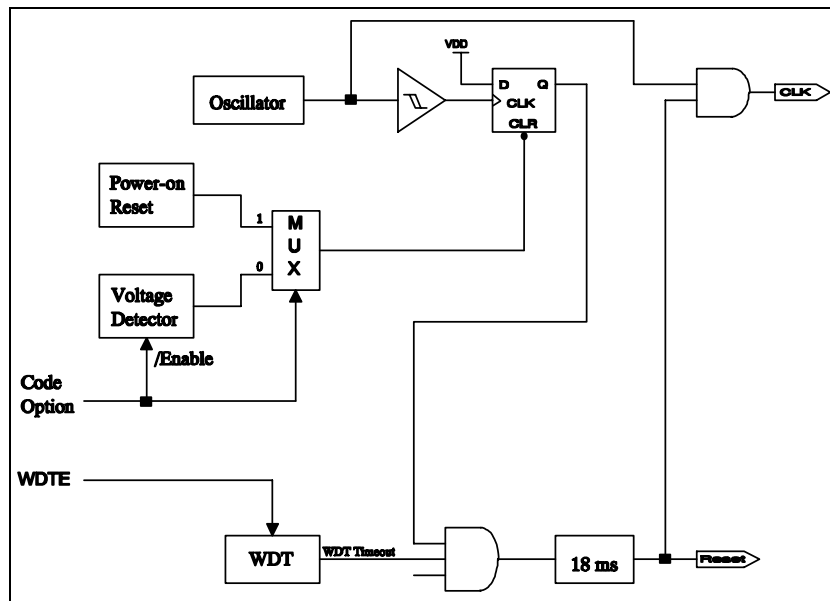 VDD
Oscillator
D Q
CLK
CLR
CLK
Power-on
Reset
1
M
U
X
0
Voltage
Detector
/Enable
Code
Option
WDTE
WDT
WDT Timeout
18 ms
Reset